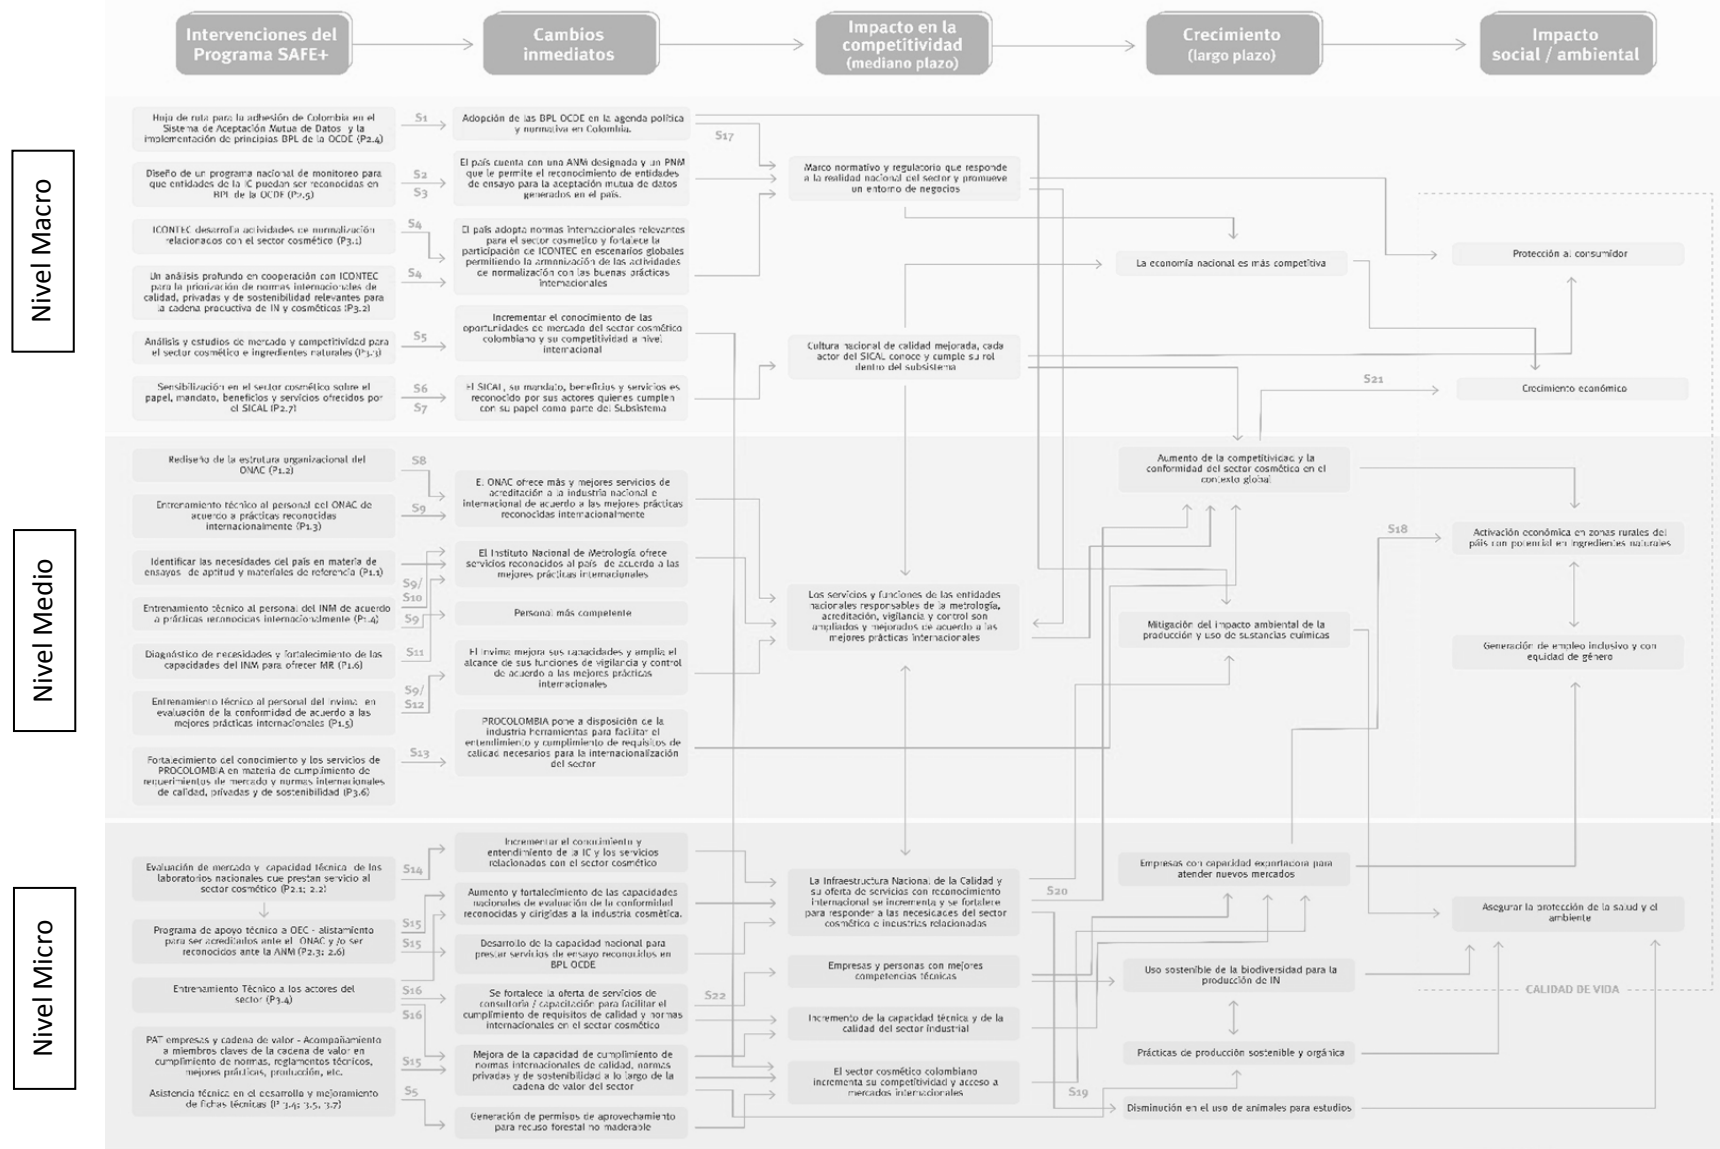 Intervenciones del
Programa SAFE+
Cambios
inmediatos
Impacto en la
competitividad
(mediano plazo)
Crecimiento
(largo plazo)
Impacto
social / ambiental
Nivel Macro
Hoja de ruta para la adhesión de Colombia en el
Sistema de Aceptación Mutua de Datos y la
implementación de principios BPL de la OCDE (P2.4)
S1
Adopción de las BPL OCDE en la agenda política
y normativa en Colombia.
S17
Diseño de un programa nacional de monitoreo para
que entidades de la IC puedan ser reconocidas en
BPL de la OCDE (P2.5)
S2
S3
El país cuenta con una ANM designada y un PNM
que le permite el reconocimiento de entidades
de ensayo para la aceptación mutua de datos
generados en el país.
Marco normativo y regulatorio que responde
a la realidad nacional del sector y promueve
un entorno de negocios
ICONTEC desarrolla actividades de normalización
relacionados con el sector cosmético (P3.1)
S4
Un análisis profundo en cooperación con ICONTEC
para la priorización de normas internacionales de
calidad, privadas y de sostenibilidad relevantes para
la cadena productiva de IN y cosméticos (P3.2)
S4
El país adopta normas internacionales relevantes
para el sector cosmetico y fortalece la
participación de ICONTEC en escenarios globales
permitiendo la armonización de las actividades
de normalización con las buenas prácticas
internacionales
La economía nacional es más competitiva
Protección al consumidor
Análisis y estudios de mercado y competitividad para
el sector cosmético e ingredientes naturales (P3.3)
S5
Incrementar el conocimiento de las
oportunidades de mercado del sector cosmético
colombiano y su competitividad a nivel
internacional
Cultura nacional de calidad mejorada, cada
actor del SICAL conoce y cumple su rol
dentro del subsistema
Sensibilización en el sector cosmético sobre el
papel, mandato, beneficios y servicios ofrecidos por
el SICAL (P2.7)
S6
S7
El SICAL, su mandato, beneficius y servicios es
reconocido por sus actores quienes cumplen
con su papel como parte del Subsistema
S21
Crecimiento económico
Nivel Medio
Rediseño de la estrutura organizacional del
ONAC (P1.2)
S8
Entrenamiento técnico al personal del ONAC de
acuerdo a prácticas reconocidas
internacionalmente (P1.3)
S9
El ONAC ofrece más y mejores servicios de
acreditación a la industria nacional e
internacional de acuerdo a las mejores prácticas
reconocidas internacionalmente
Aumento de la competitividad y la
conformidad del sector cosmético en el
contexto global
Identificar las necesidades del país en materia de
ensayos de aptitud y materiales de referencia (P1.1)
S9/
S10
El Instituto Nacional de Metrología ofrece
servicios reconocidos al país de acuerdo a las
mejores prácticas internacionales
S18
Activación económica en zonas rurales del
páis con potencial en ingredientes naturales
Entrenamiento técnico al personal del INM de acuerdo
a prácticas reconocidas internacionalmente (P1.4)
S9
Personal más competente
Los servicios y funciones de las entidades
nacionales responsables de la metrología,
acreditación, vigilancia y control son
ampliados y mejorados de acuerdo a las
mejores prácticas internacionales
Mitigación del impacto ambiental de la
producción y uso de sustancias químicas
Diagnóstico de necesidades y fortalecimiento de las
capacidades del INM para ofrecer MR (P1.6)
S11
El Invima mejora sus capacidades y amplia el
alcance de sus funciones de vigilancia y control
de acuerdo a las mejores prácticas
internacionales
Generación de empleo inclusivo y con
equidad de género
Entrenamiento técnico al personal del Invima en
evaluación de la conformidad de acuerdo a las
mejores prácticas internacionales (P1.5)
S9/
S12
PROCOLOMBIA pone a disposición de la
industria herramientas para facilitar el
entendimiento y cumplimiento de requisitos de
calidad necesarios para la internacionalización
del sector
Fortalecimiento del conocimiento y los servicios de
PROCOLOMBIA en materia de cumplimiento de
requerimientos de mercado y normas internacionales
de calidad, privadas y de sostenibilidad (P3.6)
S13
Nivel Micro
Evaluación de mercado y capacidad técnica de los
laboratorios nacionales que prestan servicio al
sector cosmético (P2.1; 2.2)
S14
Incrementar el conocimiento y
entendimiento de la IC y los servicios
relacionados con el sector cosmético
Empresas con capacidad exportadora para
atender nuevos mercados
Aumento y fortalecimiento de las capacidades
nacionales de evaluación de la conformidad
reconocidas y dirigidas a la industria cosmética.
La Infraestructura Nacional de la Calidad y
su oferta de servicios con reconocimiento
internacional se incrementa y se fortalece
para responder a las necesidades del sector
cosmético e industrias relacionadas
S20
Asegurar la protección de la salud y el
ambiente
Programa de apoyo técnico a OEC - alistamiento
para ser acreditados ante el ONAC y /o ser
reconocidos ante la ANM (P2.3; 2.6)
S15
S15
Desarrollo de la capacidad nacional para
prestar servicios de ensayo reconocidos en
BPL OCDE
Empresas y personas con mejores
competencias técnicas
Uso sostenible de la biodiversidad para la
producción de IN
CALIDAD DE VIDA
Entrenamiento Técnico a los actores del
sector (P3.4)
S16
S16
Se fortalece la oferta de servicios de
consultoría / capacitación para facilitar el
cumplimiento de requisitos de calidad y normas
internacionales en el sector cosmético
S22
Incremento de la capacidad técnica y de la
calidad del sector industrial
PAT empresas y cadena de valor - Acompañamiento
a miembros claves de la cadena de valor en
cumplimiento de normas, reglamentos técnicos,
mejores prácticas, producción, etc.
S15
Mejora de la capacidad de cumplimiento de
normas internacionales de calidad, normas
privadas y de sostenibilidad a lo largo de la
cadena de valor del sector
Prácticas de producción sostenible y orgánica
El sector cosmético colombiano
incrementa su competitividad y acceso a
mercados internacionales
S19
Asistencia técnica en el desarrollo y mejoramiento
de fichas técnicas (P 3.4; 3.5, 3.7)
S5
Generación de permisos de aprovechamiento
para recuso forestal no maderable
Disminución en el uso de animales para estudios